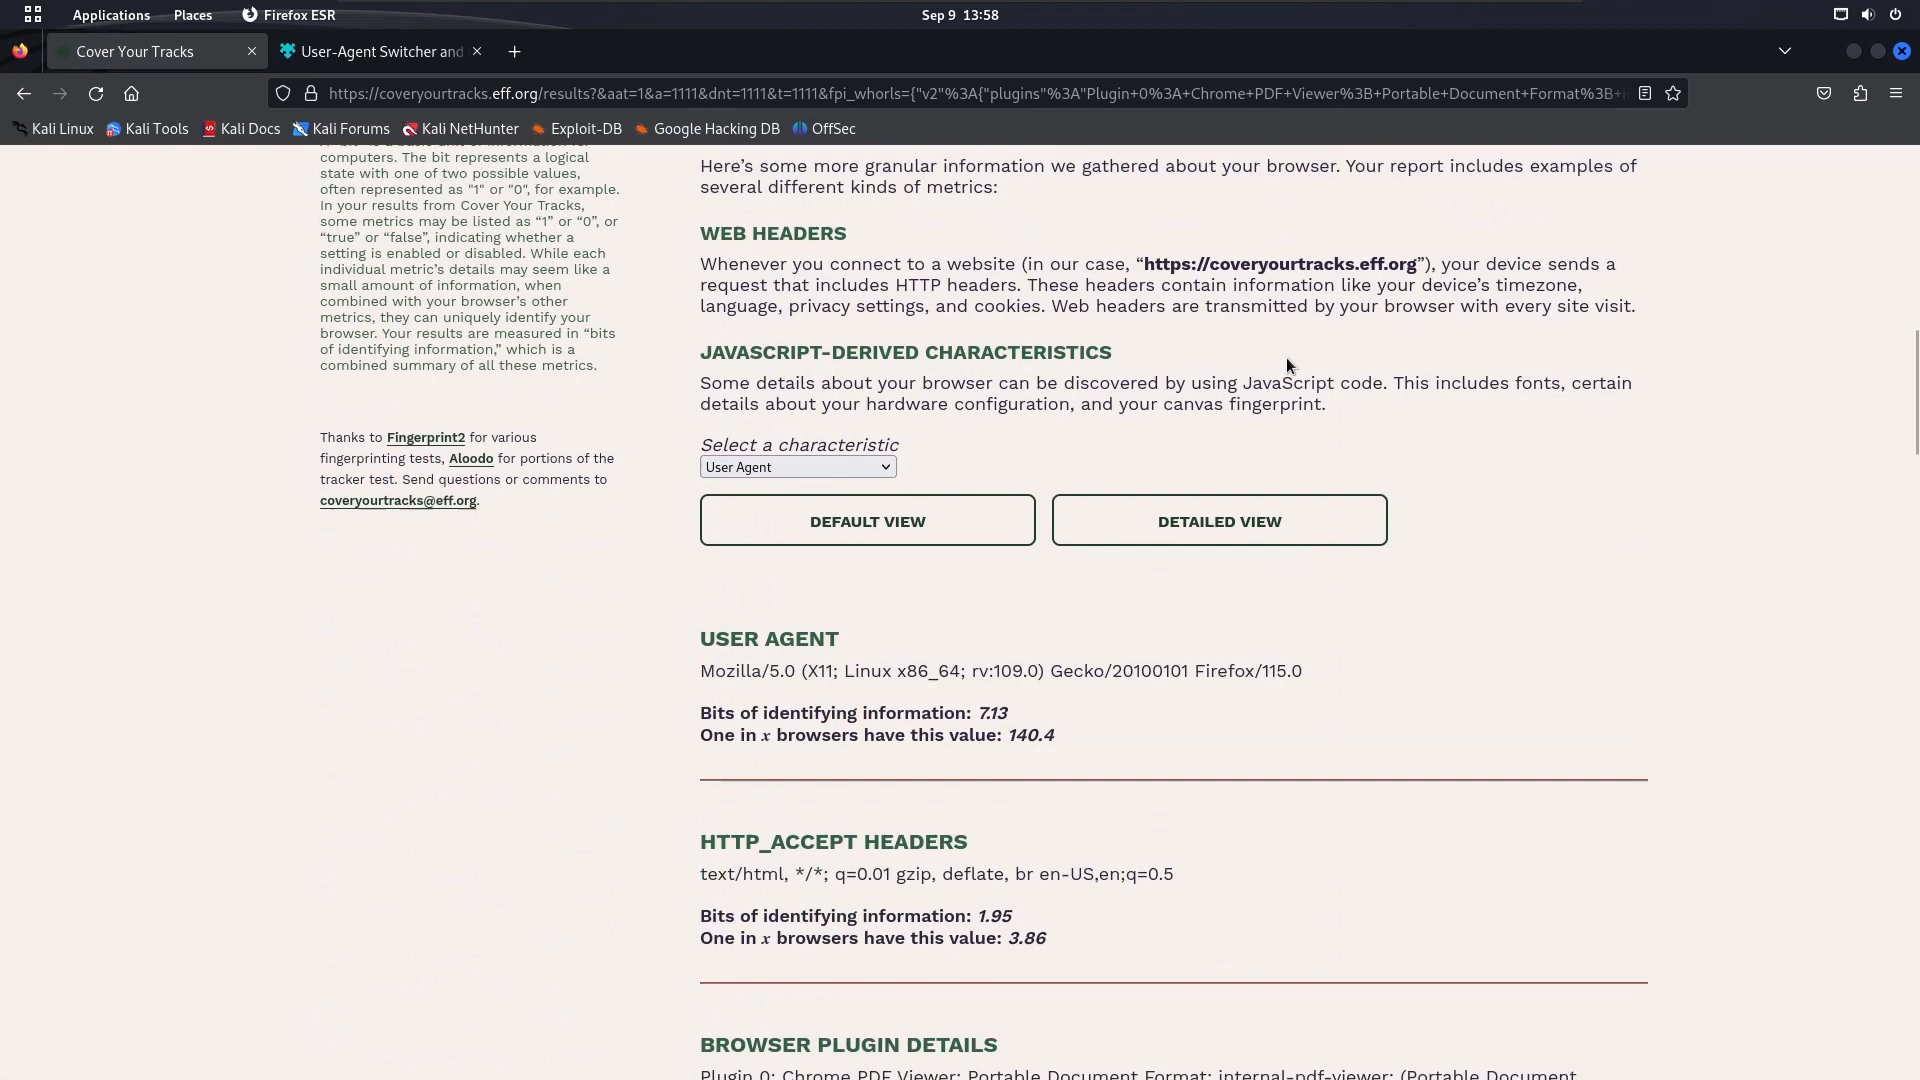 Applications Places Firefox ESR Sep 9 13:58
Cover Your Tracks User-Agent Switcher and
https://coveryourtracks.eff.org/results?&aat=1&a=1111&dnt=1111&t=1111&fpi_whorls={"v2"%3A{"plugins"%3A"Plugin+0%3A+Chrome+PDF+Viewer%3B+Portable+Document+Format%3B+i
Kali Linux Kali Tools Kali Docs Kali Forums Kali NetHunter Exploit-DB Google Hacking DB OffSec
computers. The bit represents a logical
state with one of two possible values,
often represented as "1" or "0", for example.
In your results from Cover Your Tracks,
some metrics may be listed as “1” or “0”, or
“true” or “false”, indicating whether a
setting is enabled or disabled. While each
individual metric’s details may seem like a
small amount of information, when
combined with your browser’s other
metrics, they can uniquely identify your
browser. Your results are measured in “bits
of identifying information,” which is a
combined summary of all these metrics.
Thanks to Fingerprint2 for various
fingerprinting tests, Aloodo for portions of the
tracker test. Send questions or comments to
coveryourtracks@eff.org.
Here’s some more granular information we gathered about your browser. Your report includes examples of
several different kinds of metrics:
WEB HEADERS
Whenever you connect to a website (in our case, “https://coveryourtracks.eff.org”), your device sends a
request that includes HTTP headers. These headers contain information like your device’s timezone,
language, privacy settings, and cookies. Web headers are transmitted by your browser with every site visit.
JAVASCRIPT-DERIVED CHARACTERISTICS
Some details about your browser can be discovered by using JavaScript code. This includes fonts, certain
details about your hardware configuration, and your canvas fingerprint.
Select a characteristic
User Agent
DEFAULT VIEW DETAILED VIEW
USER AGENT
Mozilla/5.0 (X11; Linux x86_64; rv:109.0) Gecko/20100101 Firefox/115.0
Bits of identifying information: 7.13
One in x browsers have this value: 140.4
HTTP_ACCEPT HEADERS
text/html, */*; q=0.01 gzip, deflate, br en-US,en;q=0.5
Bits of identifying information: 1.95
One in x browsers have this value: 3.86
BROWSER PLUGIN DETAILS
Plugin 0: Chrome PDF Viewer; Portable Document Format; internal-pdf-viewer; (Portable Document